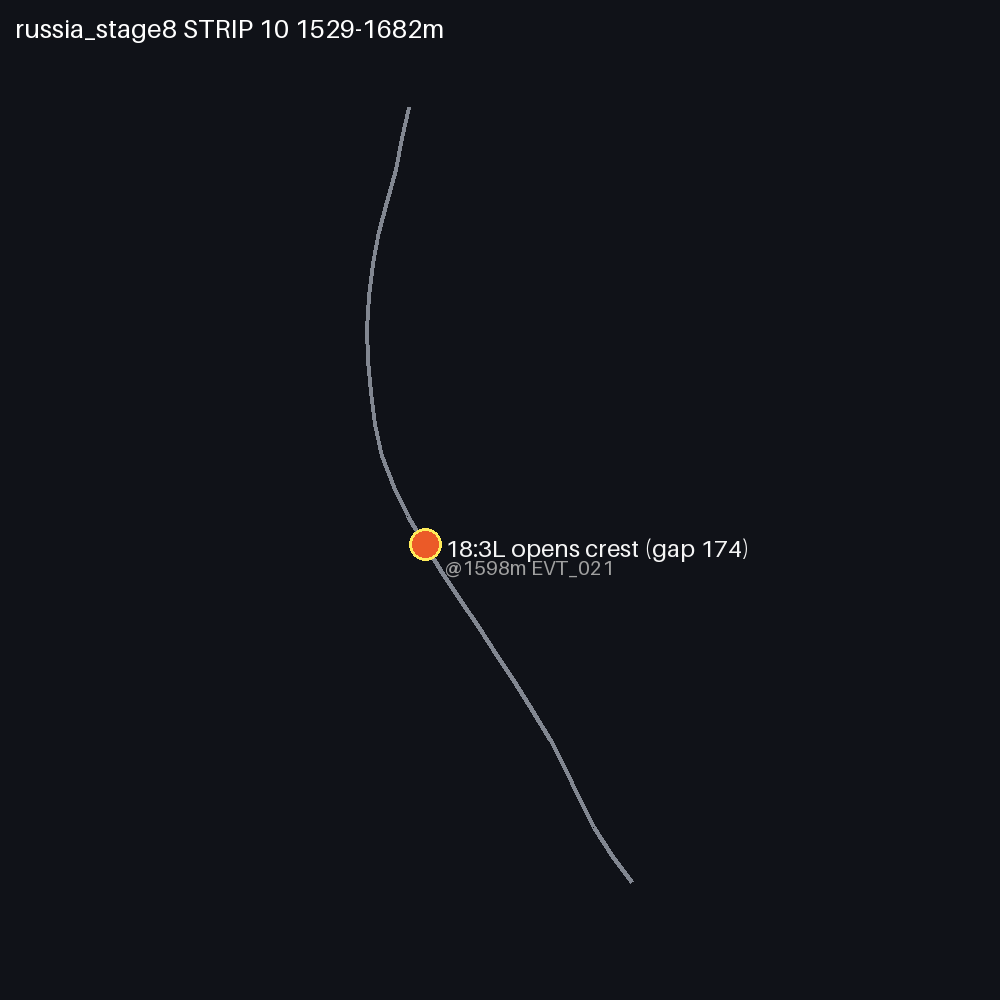 russia_stage8 STRIP 10 1529-1682m
18:3L opens crest (gap 174)
@1598m EVT_021